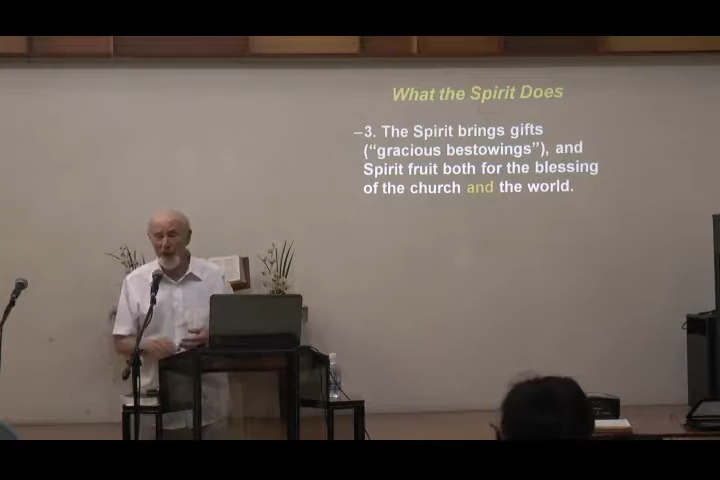 What the Spirit Does
–3. The Spirit brings gifts
("gracious bestowings"), and
Spirit fruit both for the blessing
of the church and the world.